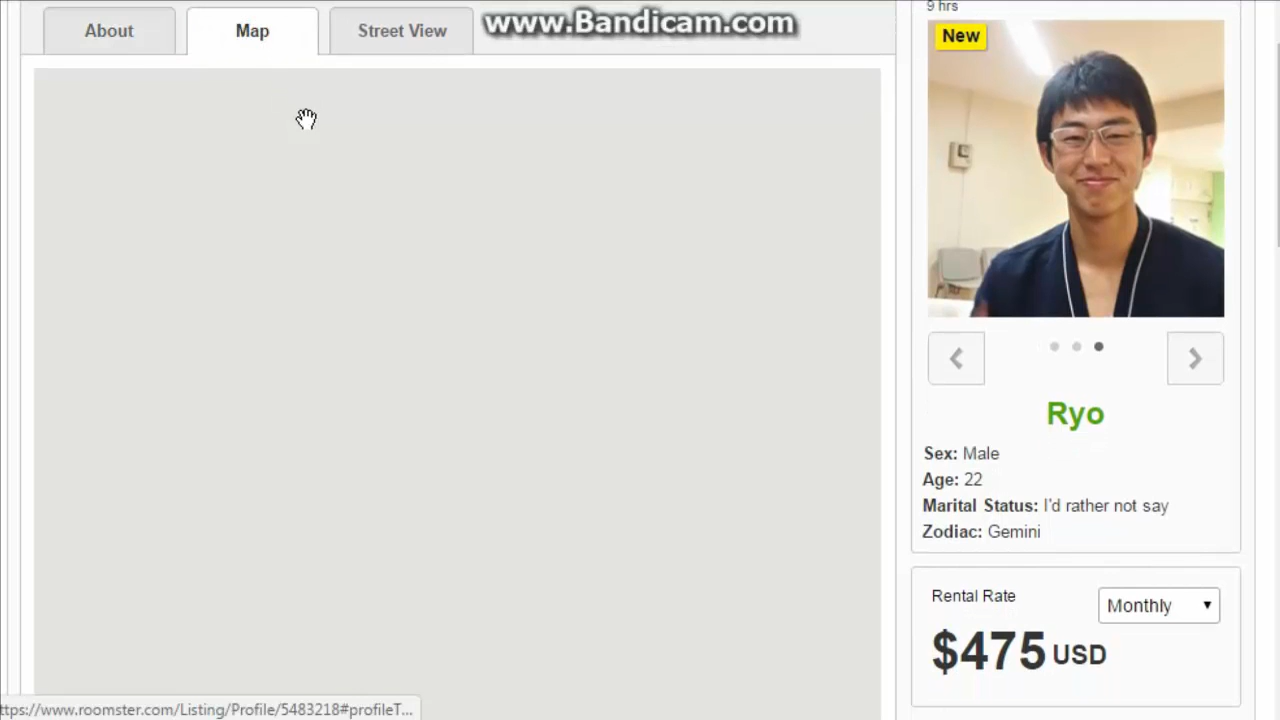 About
Map
Street View
www.Bandicam.com
9 hrs
New
Ryo
Sex: Male
Age: 22
Marital Status: I'd rather not say
Zodiac: Gemini
Rental Rate
Monthly
$475 USD
ttps://www.roomster.com/Listing/Profile/5483218#profileT...